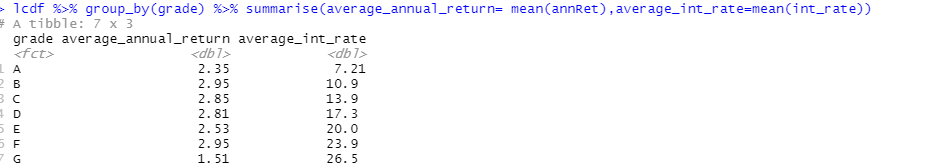 > lcdf %>% group_by(grade) %>% summarise(average_annual_return= mean(annRet),average_int_rate=mean(int_rate))
# A tibble: 7 x 3
grade average_annual_return average_int_rate
<fct> <dbl> <dbl>
1 A 2.35 7.21
2 B 2.95 10.9
3 C 2.85 13.9
4 D 2.81 17.3
5 E 2.53 20.0
6 F 2.95 23.9
7 G 1.51 26.5